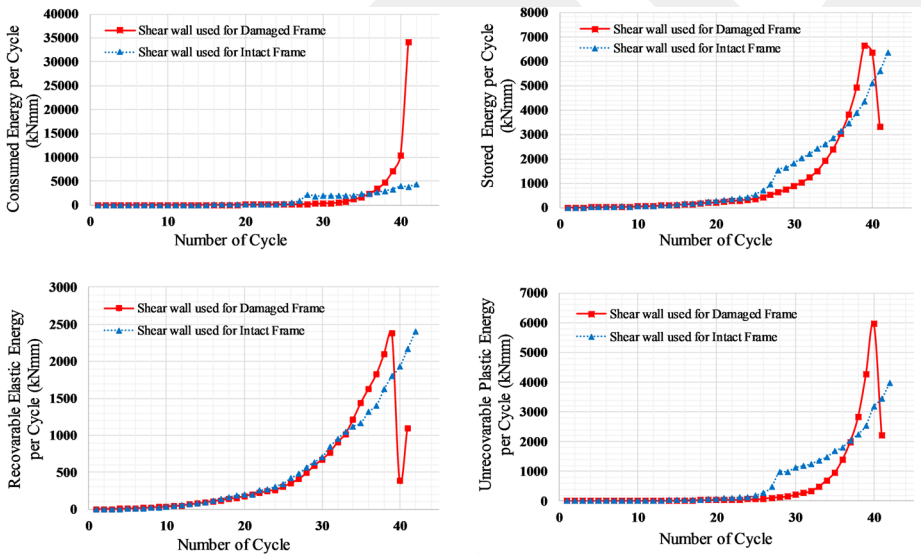 Consumed Energy per Cycle
(kNmm)
40000
35000
30000
25000
20000
15000
10000
5000
0
Shear wall used for Damaged Frame
Shear wall used for Intact Frame
0 10 20 30 40
Number of Cycle
Stored Energy per Cycle
(kNmm)
8000
7000
6000
5000
4000
3000
2000
1000
0
Shear wall used for Damaged Frame
Shear wall used for Intact Frame
0 10 20 30 40
Number of Cycle
Recovarable Elastic Energy
per Cycle (kNmm)
3000
2500
2000
1500
1000
500
0
Shear wall used for Damaged Frame
Shear wall used for Intact Frame
0 10 20 30 40
Number of Cycle
Unrecovarable Plastic Energy
per Cycle (kNmm)
7000
6000
5000
4000
3000
2000
1000
0
Shear wall used for Damaged Frame
Shear wall used for Intact Frame
0 10 20 30 40
Number of Cycle